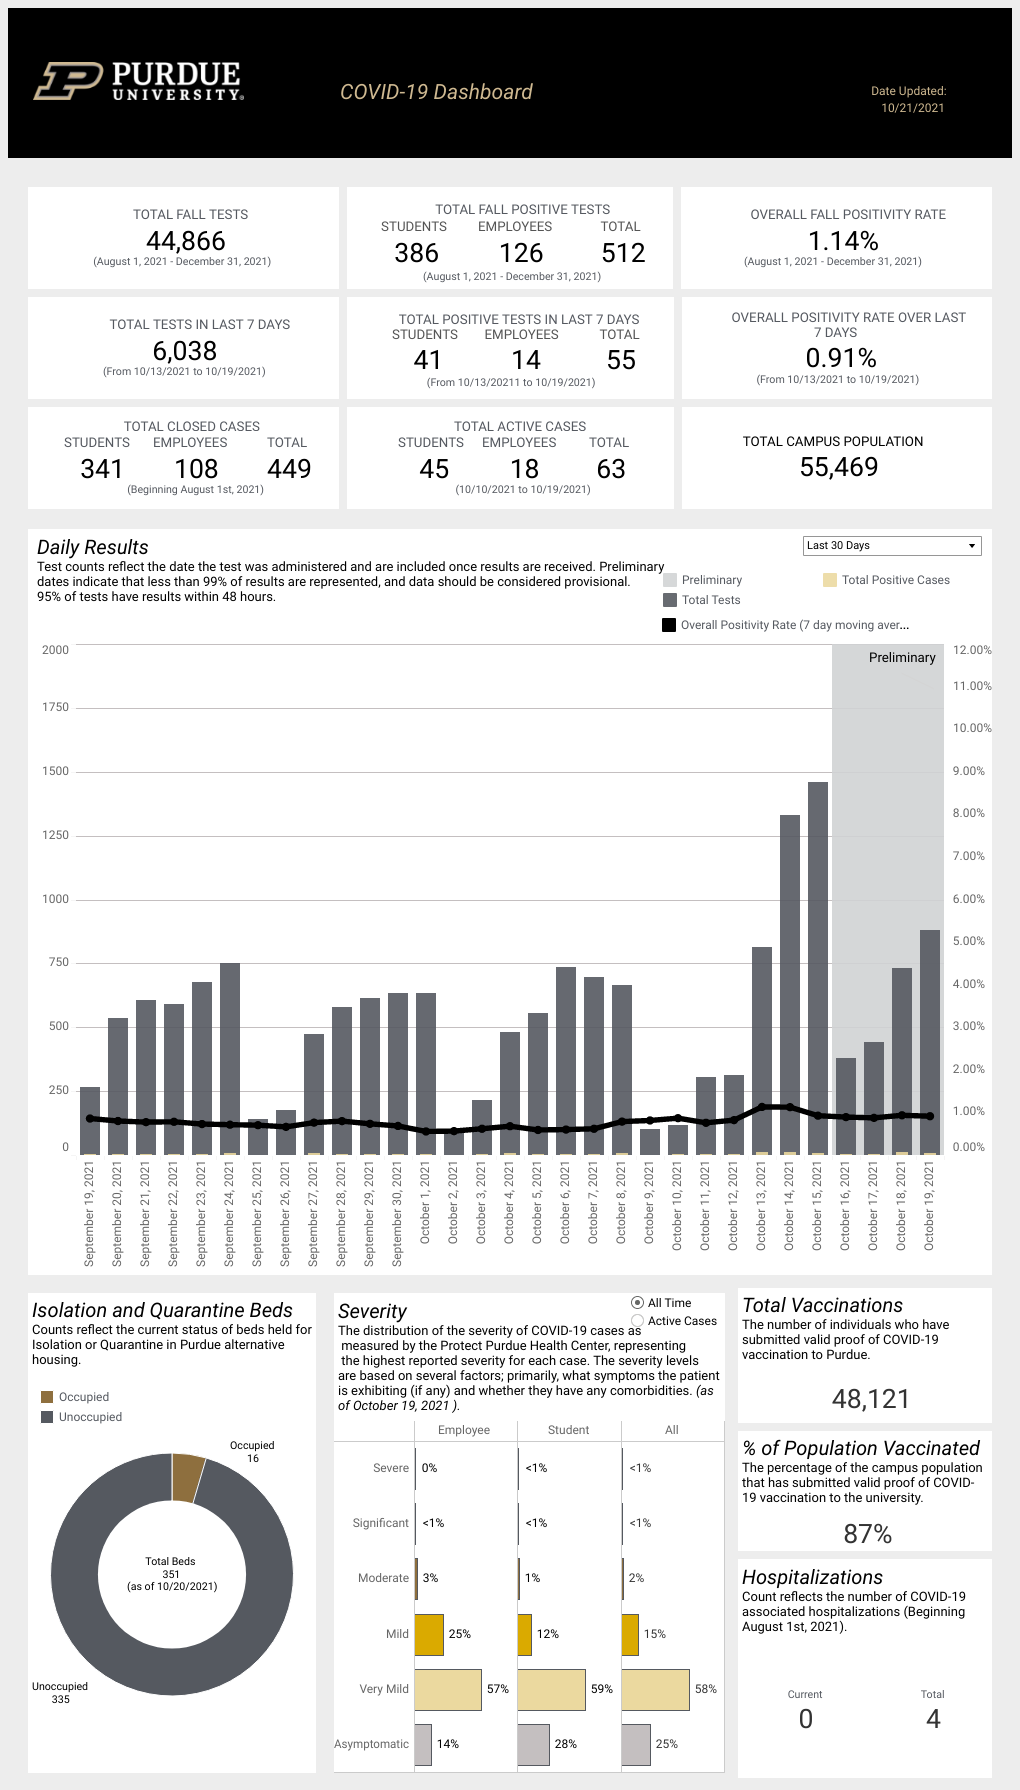 PURDUE
UNIVERSITY®
COVID-19 Dashboard
Date Updated:
10/21/2021
TOTAL FALL TESTS
44,866
(August 1, 2021 - December 31, 2021)
TOTAL FALL POSITIVE TESTS
STUDENTS EMPLOYEES TOTAL
386 126 512
(August 1, 2021 - December 31, 2021)
OVERALL FALL POSITIVITY RATE
1.14%
(August 1, 2021 - December 31, 2021)
TOTAL TESTS IN LAST 7 DAYS
6,038
(From 10/13/2021 to 10/19/2021)
TOTAL POSITIVE TESTS IN LAST 7 DAYS
STUDENTS EMPLOYEES TOTAL
41 14 55
(From 10/13/20211 to 10/19/2021)
OVERALL POSITIVITY RATE OVER LAST
7 DAYS
0.91%
(From 10/13/2021 to 10/19/2021)
TOTAL CLOSED CASES
STUDENTS EMPLOYEES TOTAL
341 108 449
(Beginning August 1st, 2021)
TOTAL ACTIVE CASES
STUDENTS EMPLOYEES TOTAL
45 18 63
(10/10/2021 to 10/19/2021)
TOTAL CAMPUS POPULATION
55,469
Daily Results
Test counts reflect the date the test was administered and are included once results are received. Preliminary
dates indicate that less than 99% of results are represented, and data should be considered provisional.
95% of tests have results within 48 hours.
Last 30 Days
Preliminary
Total Positive Cases
Total Tests
Overall Positivity Rate (7 day moving aver...
Preliminary
2000
1750
1500
1250
1000
750
500
250
0
12.00%
11.00%
10.00%
9.00%
8.00%
7.00%
6.00%
5.00%
4.00%
3.00%
2.00%
1.00%
0.00%
September 19, 2021
September 20, 2021
September 21, 2021
September 22, 2021
September 23, 2021
September 24, 2021
September 25, 2021
September 26, 2021
September 27, 2021
September 28, 2021
September 29, 2021
September 30, 2021
October 1, 2021
October 2, 2021
October 3, 2021
October 4, 2021
October 5, 2021
October 6, 2021
October 7, 2021
October 8, 2021
October 9, 2021
October 10, 2021
October 11, 2021
October 12, 2021
October 13, 2021
October 14, 2021
October 15, 2021
October 16, 2021
October 17, 2021
October 18, 2021
October 19, 2021
Isolation and Quarantine Beds
Counts reflect the current status of beds held for
Isolation or Quarantine in Purdue alternative
housing.
Occupied
Unoccupied
Occupied
16
Total Beds
351
(as of 10/20/2021)
Unoccupied
335
Severity
All Time
Active Cases
The distribution of the severity of COVID-19 cases as
measured by the Protect Purdue Health Center, representing
the highest reported severity for each case. The severity levels
are based on several factors; primarily, what symptoms the patient
is exhibiting (if any) and whether they have any comorbidities. (as
of October 19, 2021 ).
Employee Student All
Severe 0% <1% <1%
Significant <1% <1% <1%
Moderate 3% 1% 2%
Mild 25% 12% 15%
Very Mild 57% 59% 58%
Asymptomatic 14% 28% 25%
Total Vaccinations
The number of individuals who have
submitted valid proof of COVID-19
vaccination to Purdue.
48,121
% of Population Vaccinated
The percentage of the campus population
that has submitted valid proof of COVID-
19 vaccination to the university.
87%
Hospitalizations
Count reflects the number of COVID-19
associated hospitalizations (Beginning
August 1st, 2021).
Current Total
0 4